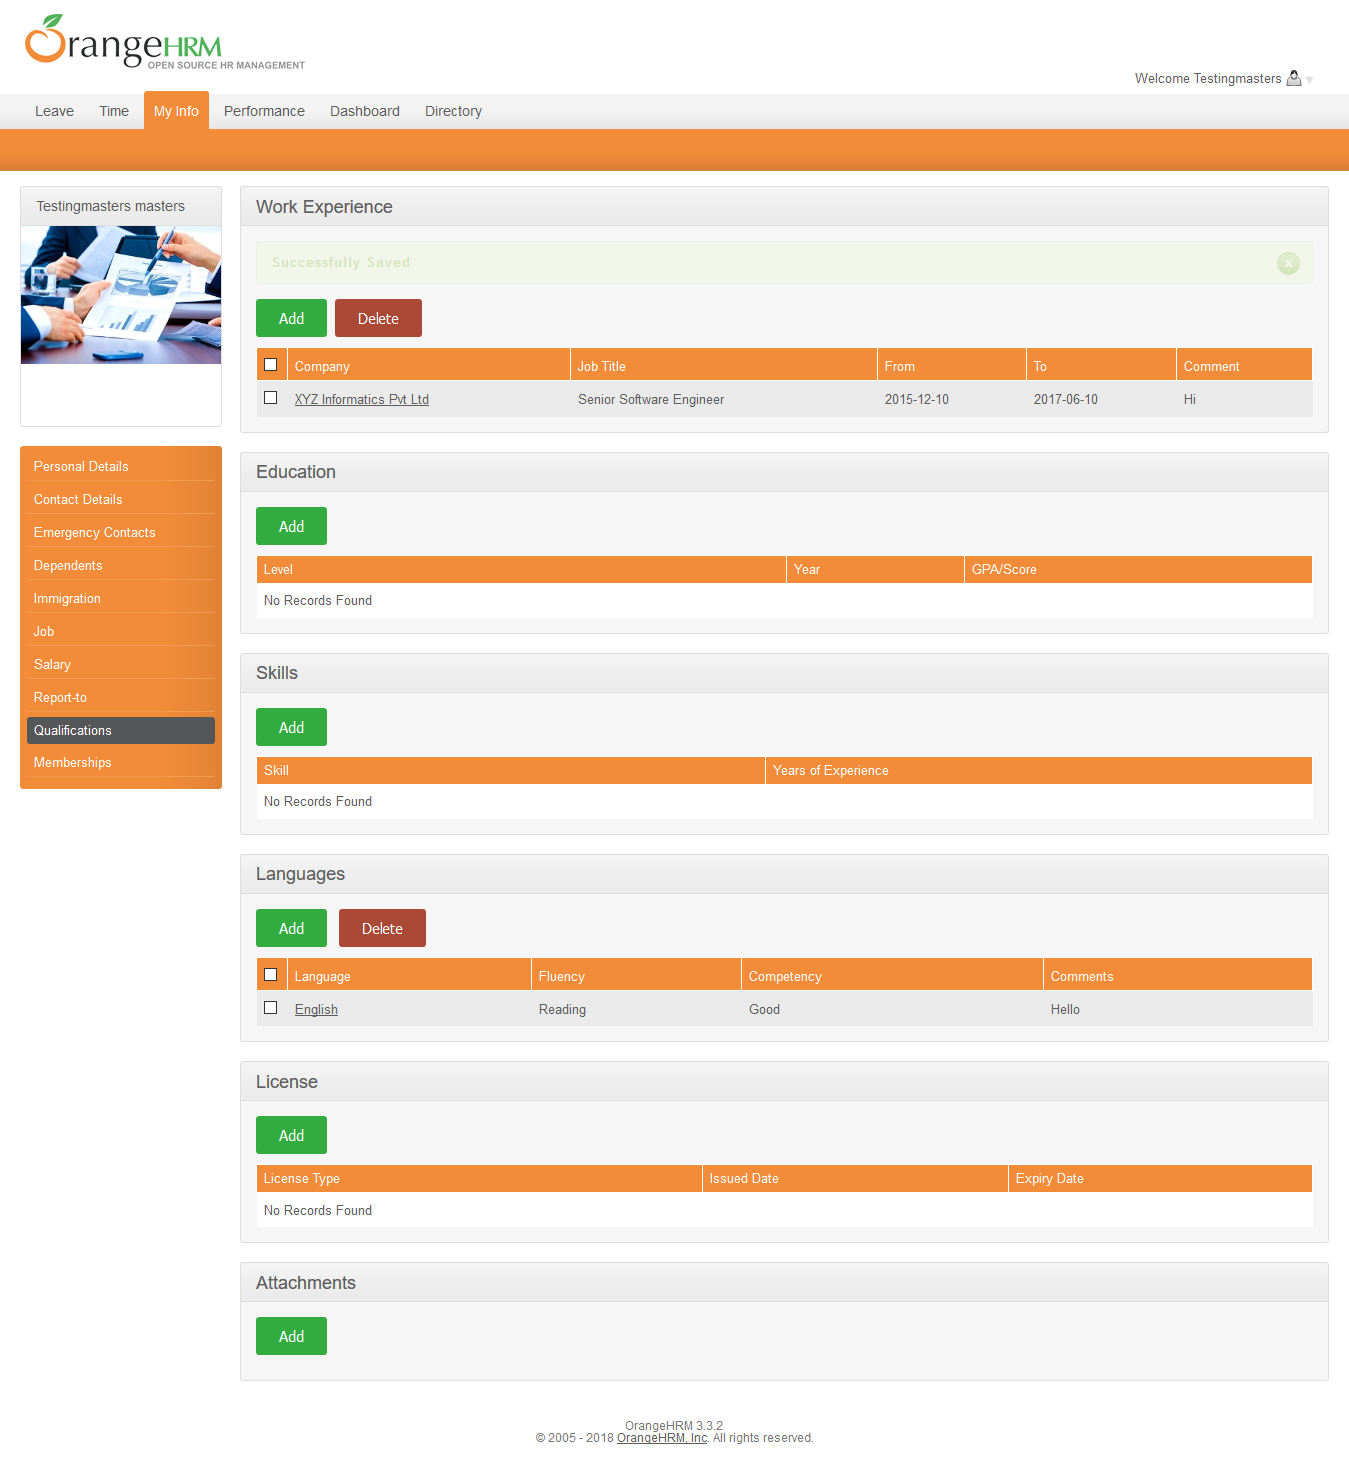 OrangeHRM
OPEN SOURCE HR MANAGEMENT
Welcome Testingmasters
Leave Time My Info Performance Dashboard Directory
Testingmasters masters
Personal Details
Contact Details
Emergency Contacts
Dependents
Immigration
Job
Salary
Report-to
Qualifications
Memberships
Work Experience
Successfully Saved
Add Delete
Company Job Title From To Comment
XYZ Informatics Pvt Ltd Senior Software Engineer 2015-12-10 2017-06-10 Hi
Education
Add
Level Year GPA/Score
No Records Found
Skills
Add
Skill Years of Experience
No Records Found
Languages
Add Delete
Language Fluency Competency Comments
English Reading Good Hello
License
Add
License Type Issued Date Expiry Date
No Records Found
Attachments
Add
OrangeHRM 3.3.2
© 2005 - 2018 OrangeHRM, Inc. All rights reserved.